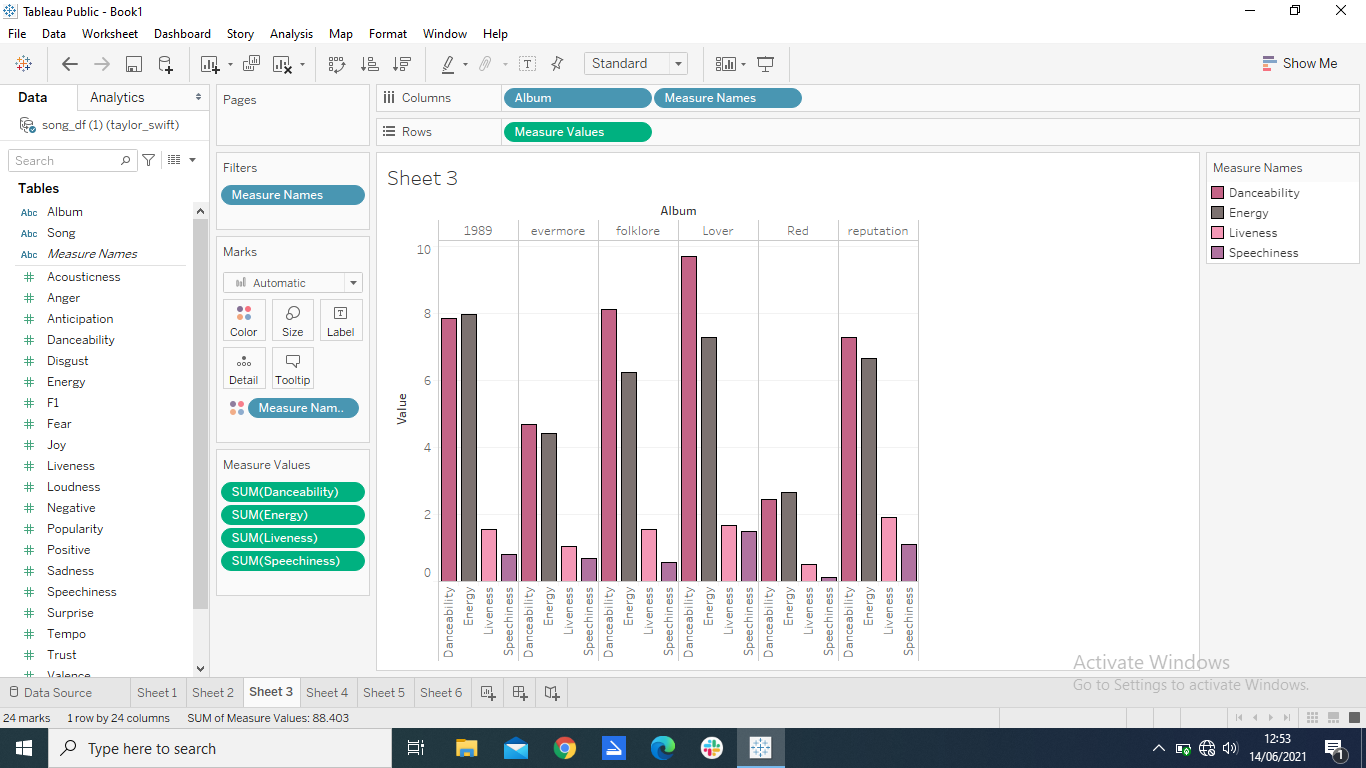 Tableau Public - Book1
File Data Worksheet Dashboard Story Analysis Map Format Window Help
Standard
Show Me
Data Analytics
song_df (1) (taylor_swift)
Search
Tables
Abc Album
Abc Song
Abc Measure Names
Acousticness
Anger
Anticipation
Danceability
Disgust
Energy
F1
Fear
Joy
Liveness
Loudness
Negative
Popularity
Positive
Sadness
Speechiness
Surprise
Tempo
Trust
Valence
Pages
Filters
Measure Names
Marks
Automatic
Color Size Label
Detail Tooltip
Measure Nam..
Measure Values
SUM(Danceability)
SUM(Energy)
SUM(Liveness)
SUM(Speechiness)
Columns Album Measure Names
Rows Measure Values
Sheet 3
Album
1989 evermore folklore Lover Red reputation
10
8
6
4
2
0
Value
Danceability Energy Liveness Speechiness Danceability Energy Liveness Speechiness Danceability Energy Liveness Speechiness Danceability Energy Liveness Speechiness Danceability Energy Liveness Speechiness Danceability Energy Liveness Speechiness
Measure Names
Danceability
Energy
Liveness
Speechiness
Activate Windows
Go to Settings to activate Windows.
Data Source Sheet 1 Sheet 2 Sheet 3 Sheet 4 Sheet 5 Sheet 6
24 marks 1 row by 24 columns SUM of Measure Values: 88.403
Type here to search
12:53
14/06/2021
1